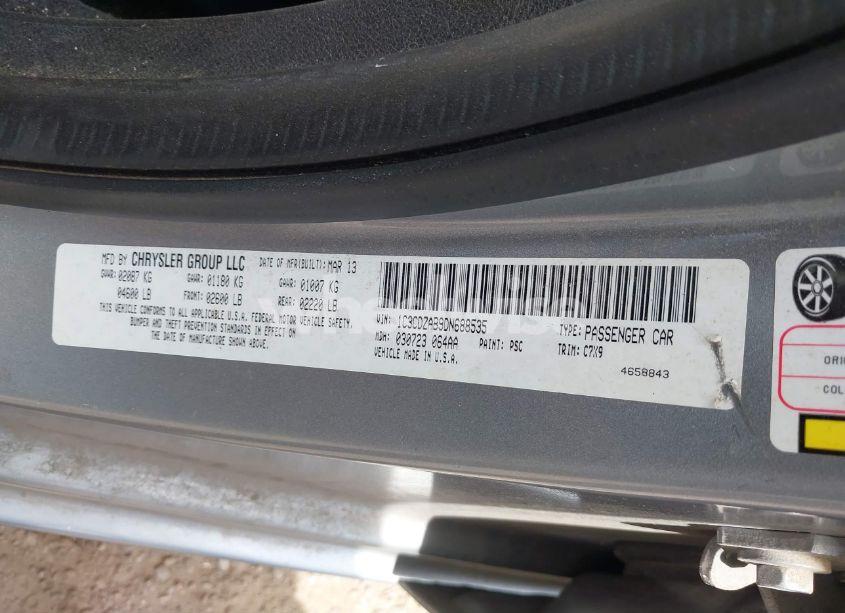 MFD BY CHRYSLER GROUP LLC DATE OF MFR(BUILT): MAR 13
GVWR: 02087 KG GAWR: 01180 KG GAWR: 01007 KG
04600 LB FRONT: 02600 LB REAR: 02220 LB
THIS VEHICLE CONFORMS TO ALL APPLICABLE U.S.A. FEDERAL MOTOR VEHICLE SAFETY,
BUMPER AND THEFT PREVENTION STANDARDS IN EFFECT ON
THE DATE OF MANUFACTURE SHOWN ABOVE.
VIN: 1C3CDZAB9DN688535 TYPE: PASSENGER CAR
MDH: 030723 064AA PAINT: PSC TRIM: C7X9
VEHICLE MADE IN U.S.A.
4658843
ORI
COL